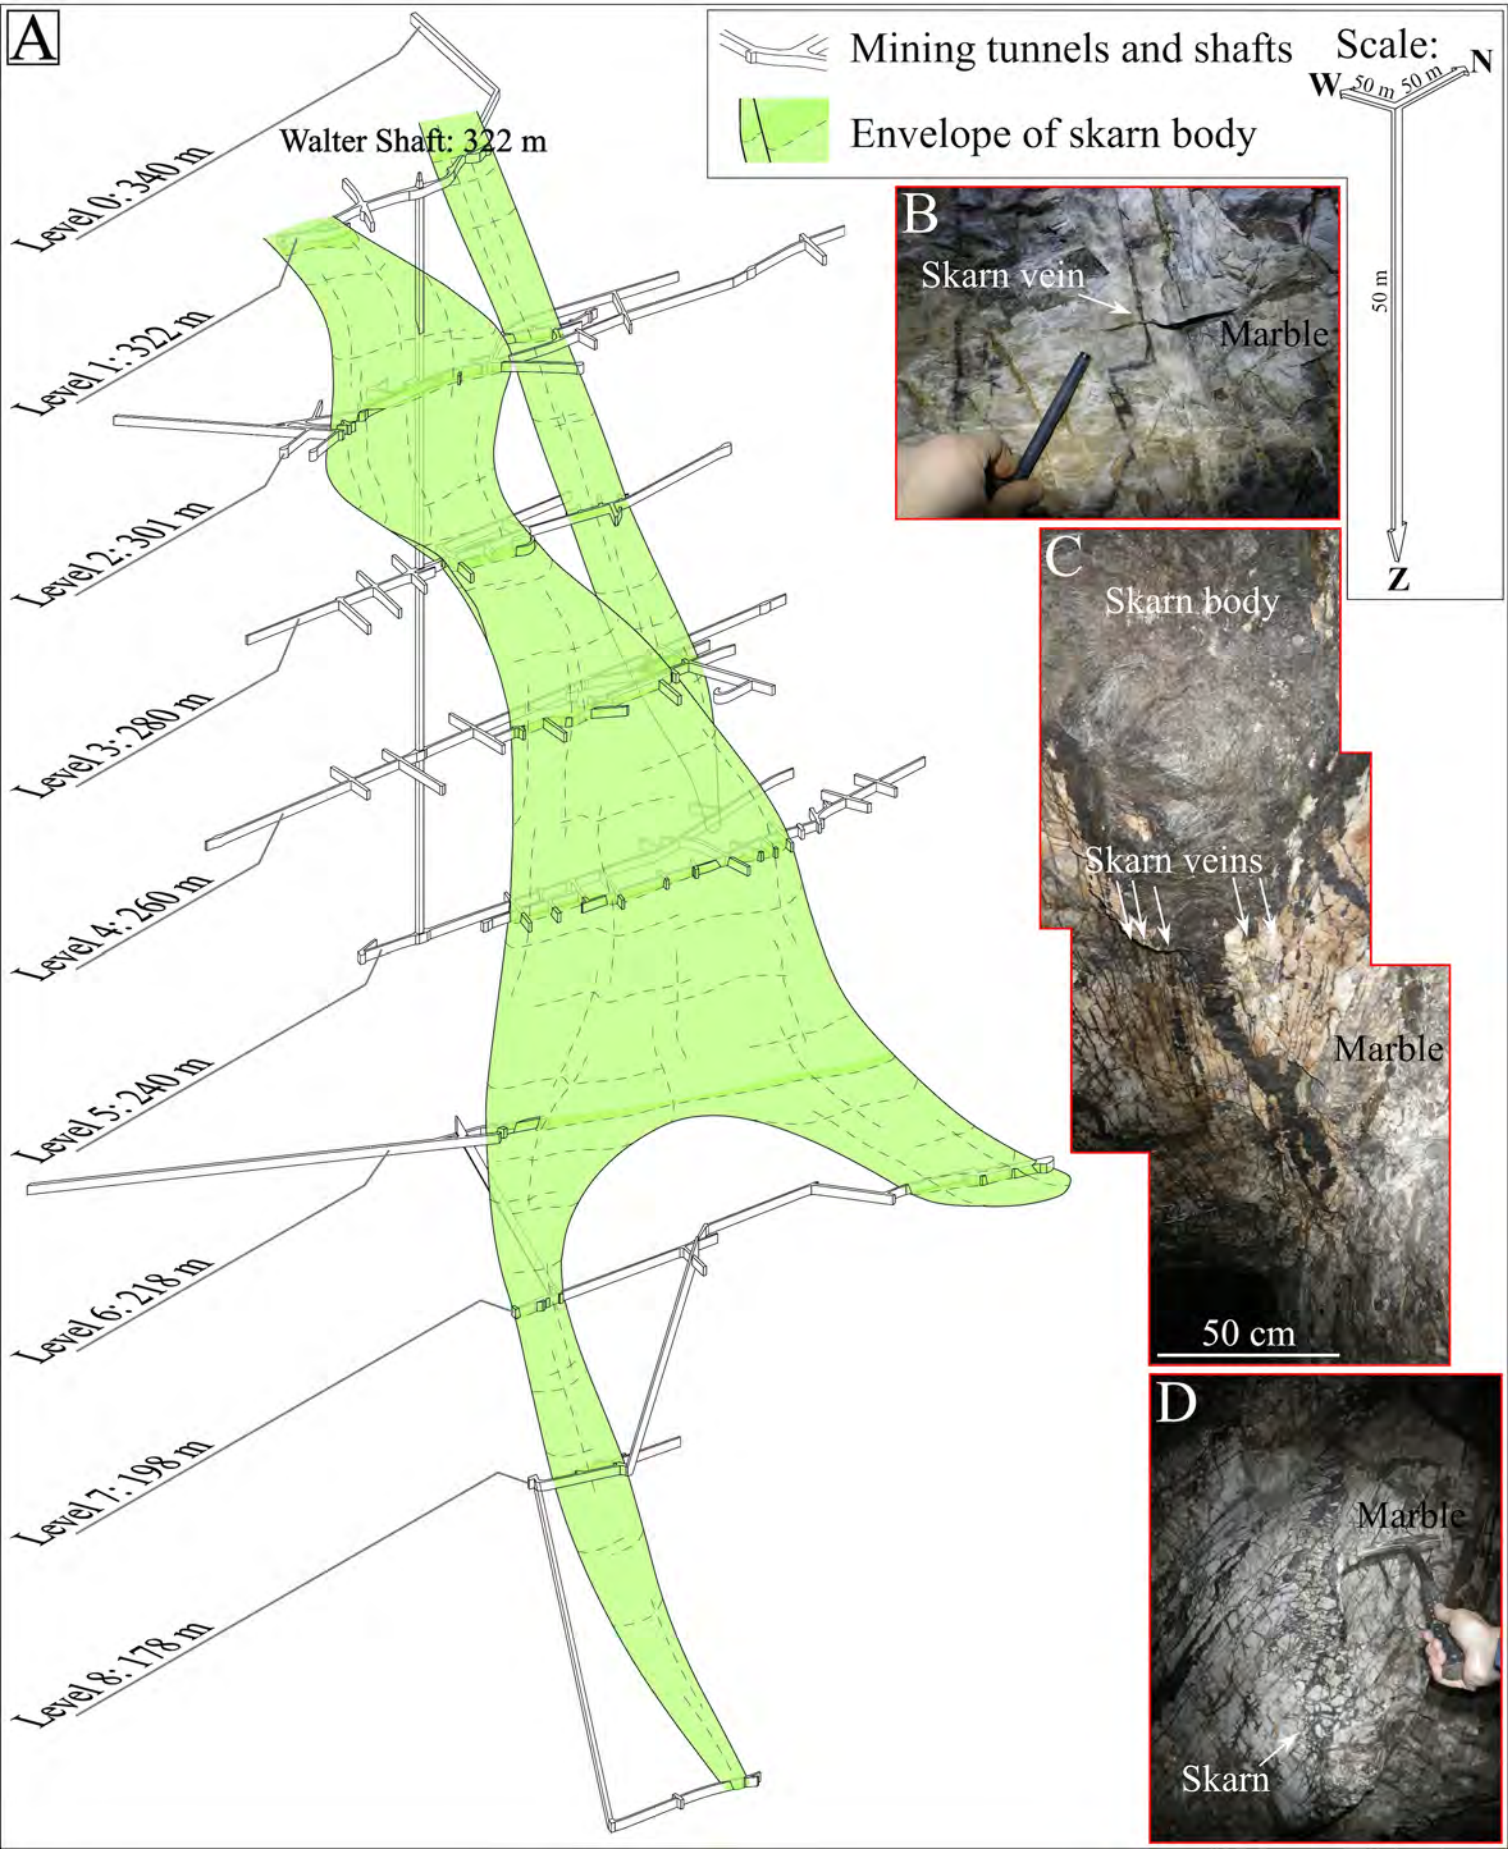 A
Mining tunnels and shafts
Envelope of skarn body
Scale:
W
50 m
50 m
N
50 m
Z
Walter Shaft: 322 m
Level 0: 340 m
Level 1: 322 m
Level 2: 301 m
Level 3: 280 m
Level 4: 260 m
Level 5: 240 m
Level 6: 218 m
Level 7: 198 m
Level 8: 178 m
B
Skarn vein
Marble
C
Skarn body
Skarn veins
Marble
50 cm
D
Marble
Skarn